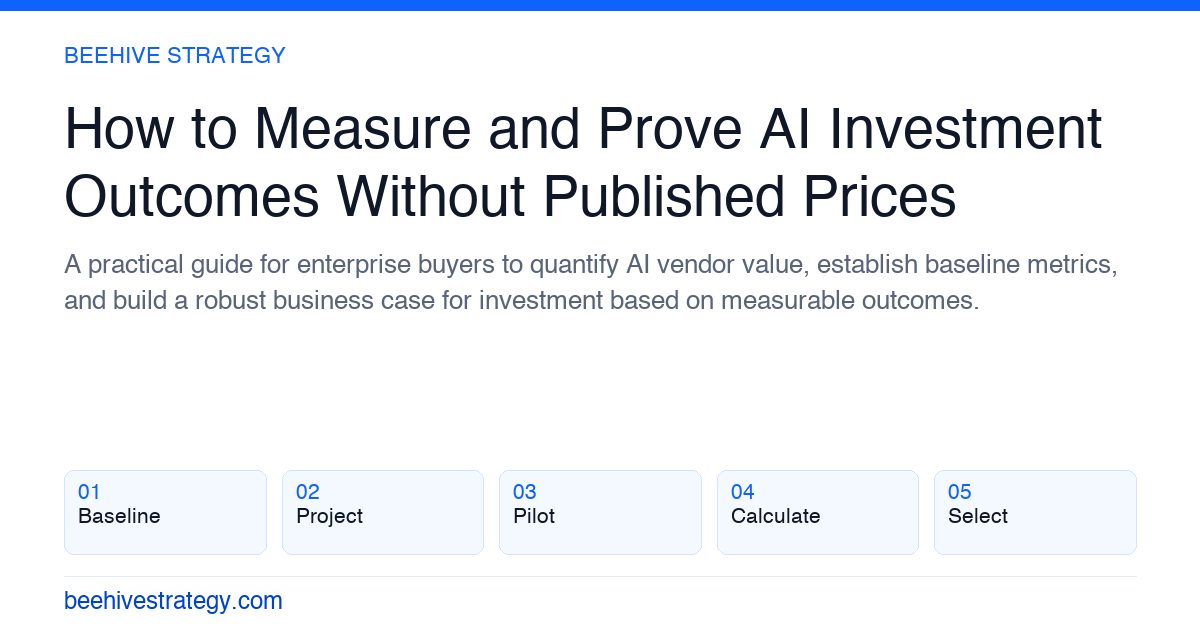 BEEHIVE STRATEGY
How to Measure and Prove AI Investment
Outcomes Without Published Prices
A practical guide for enterprise buyers to quantify AI vendor value, establish baseline metrics,
and build a robust business case for investment based on measurable outcomes.
01
Baseline
02
Project
03
Pilot
04
Calculate
05
Select
beehivestrategy.com